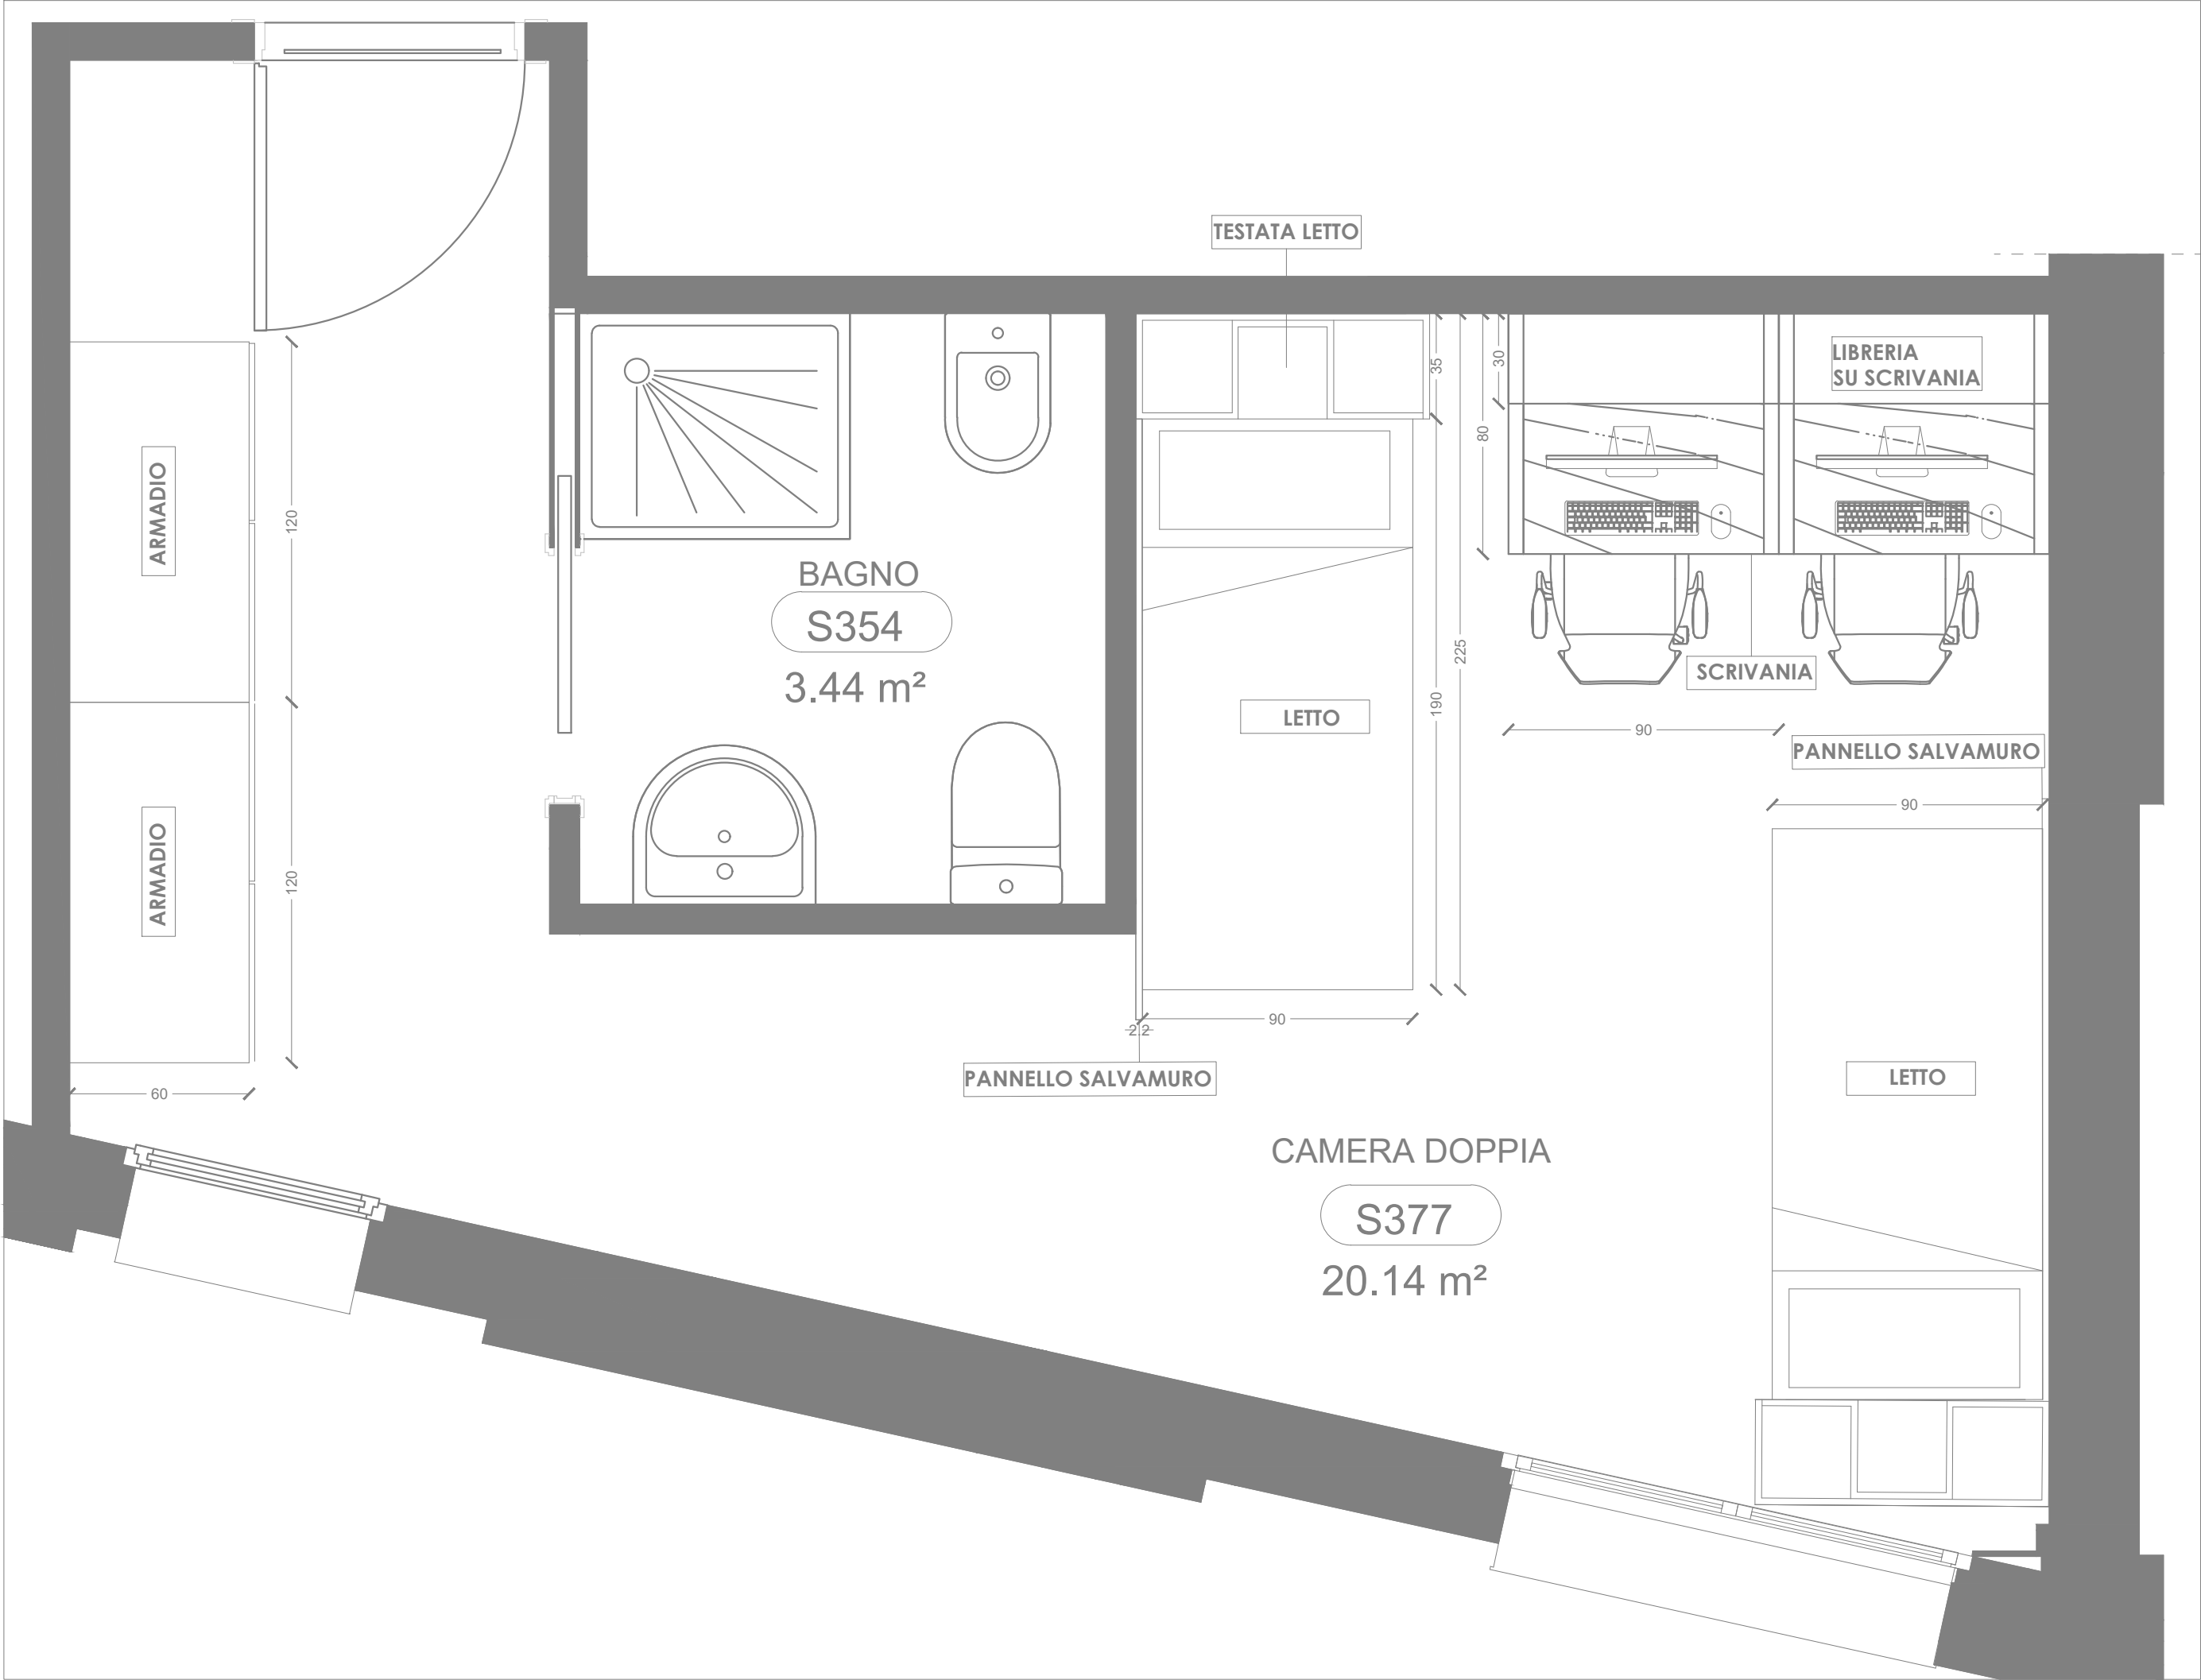 TESTATA LETTO
35
30
LIBRERIA
SU SCRIVANIA
80
ARMADIO
120
BAGNO
S354
3.44 m²
225
190
SCRIVANIA
LETTO
90
PANNELLO SALVAMURO
90
ARMADIO
120
90
2.2
PANNELLO SALVAMURO
LETTO
60
CAMERA DOPPIA
S377
20.14 m²